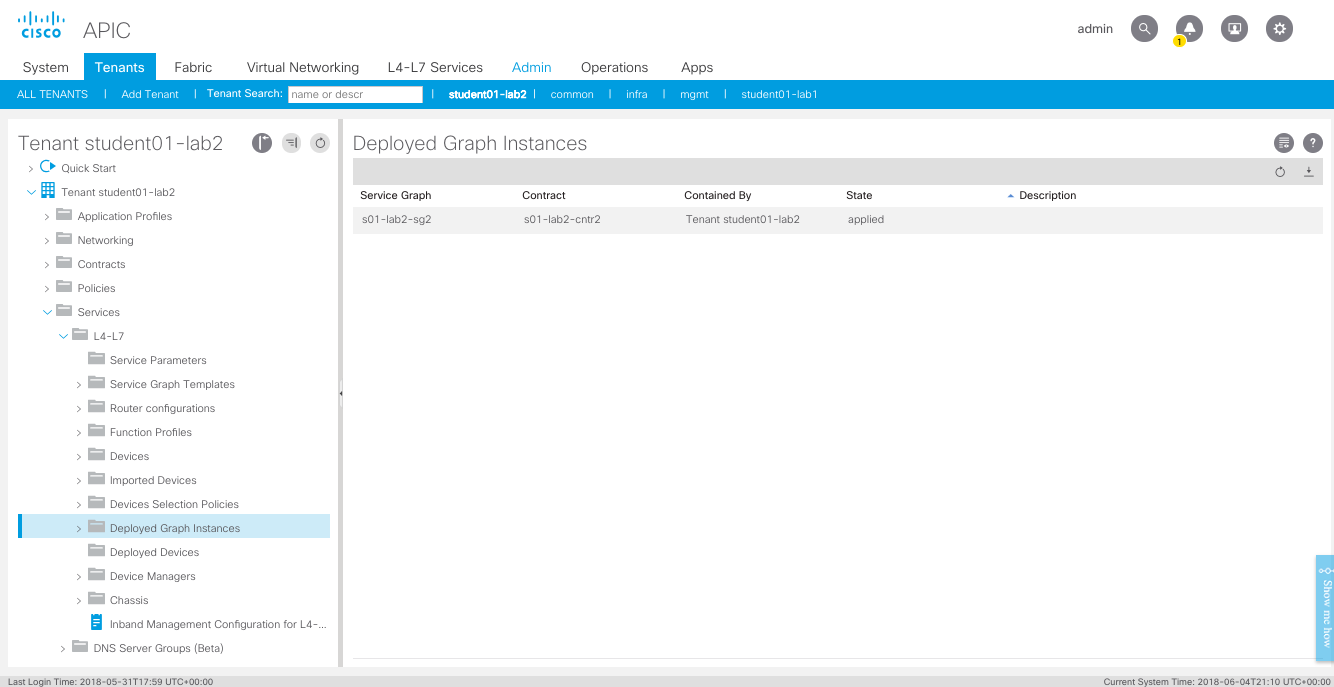 cisco APIC admin
1
System Tenants Fabric Virtual Networking L4-L7 Services Admin Operations Apps
ALL TENANTS | Add Tenant | Tenant Search: name or descr | student01-lab2 | common | infra | mgmt | student01-lab1
Tenant student01-lab2
Quick Start
Tenant student01-lab2
Application Profiles
Networking
Contracts
Policies
Services
L4-L7
Service Parameters
Service Graph Templates
Router configurations
Function Profiles
Devices
Imported Devices
Devices Selection Policies
Deployed Graph Instances
Deployed Devices
Device Managers
Chassis
Inband Management Configuration for L4-...
DNS Server Groups (Beta)
Deployed Graph Instances
?
Service Graph Contract Contained By State Description
s01-lab2-sg2 s01-lab2-cntr2 Tenant student01-lab2 applied
Show me how
Last Login Time: 2018-05-31T17:59 UTC+00:00 Current System Time: 2018-06-04T21:10 UTC+00:00